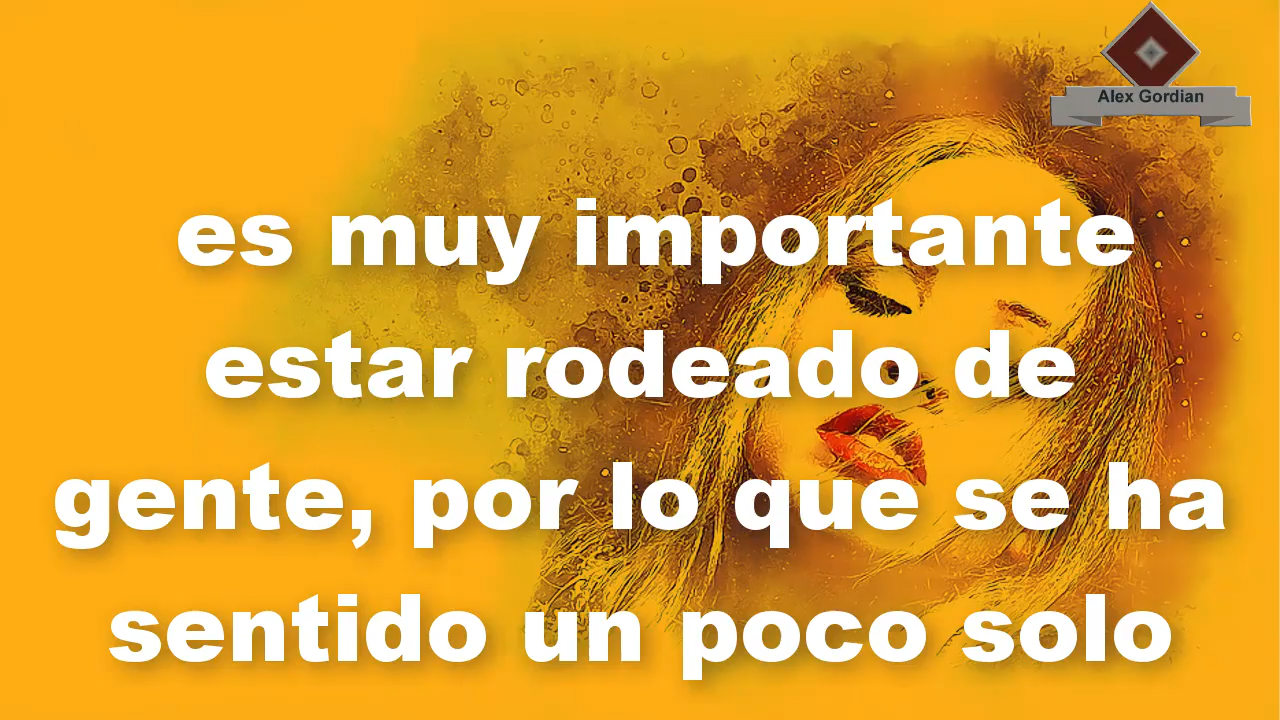 Alex Gordian
es muy importante
estar rodeado de
gente, por lo que se ha
sentido un poco solo